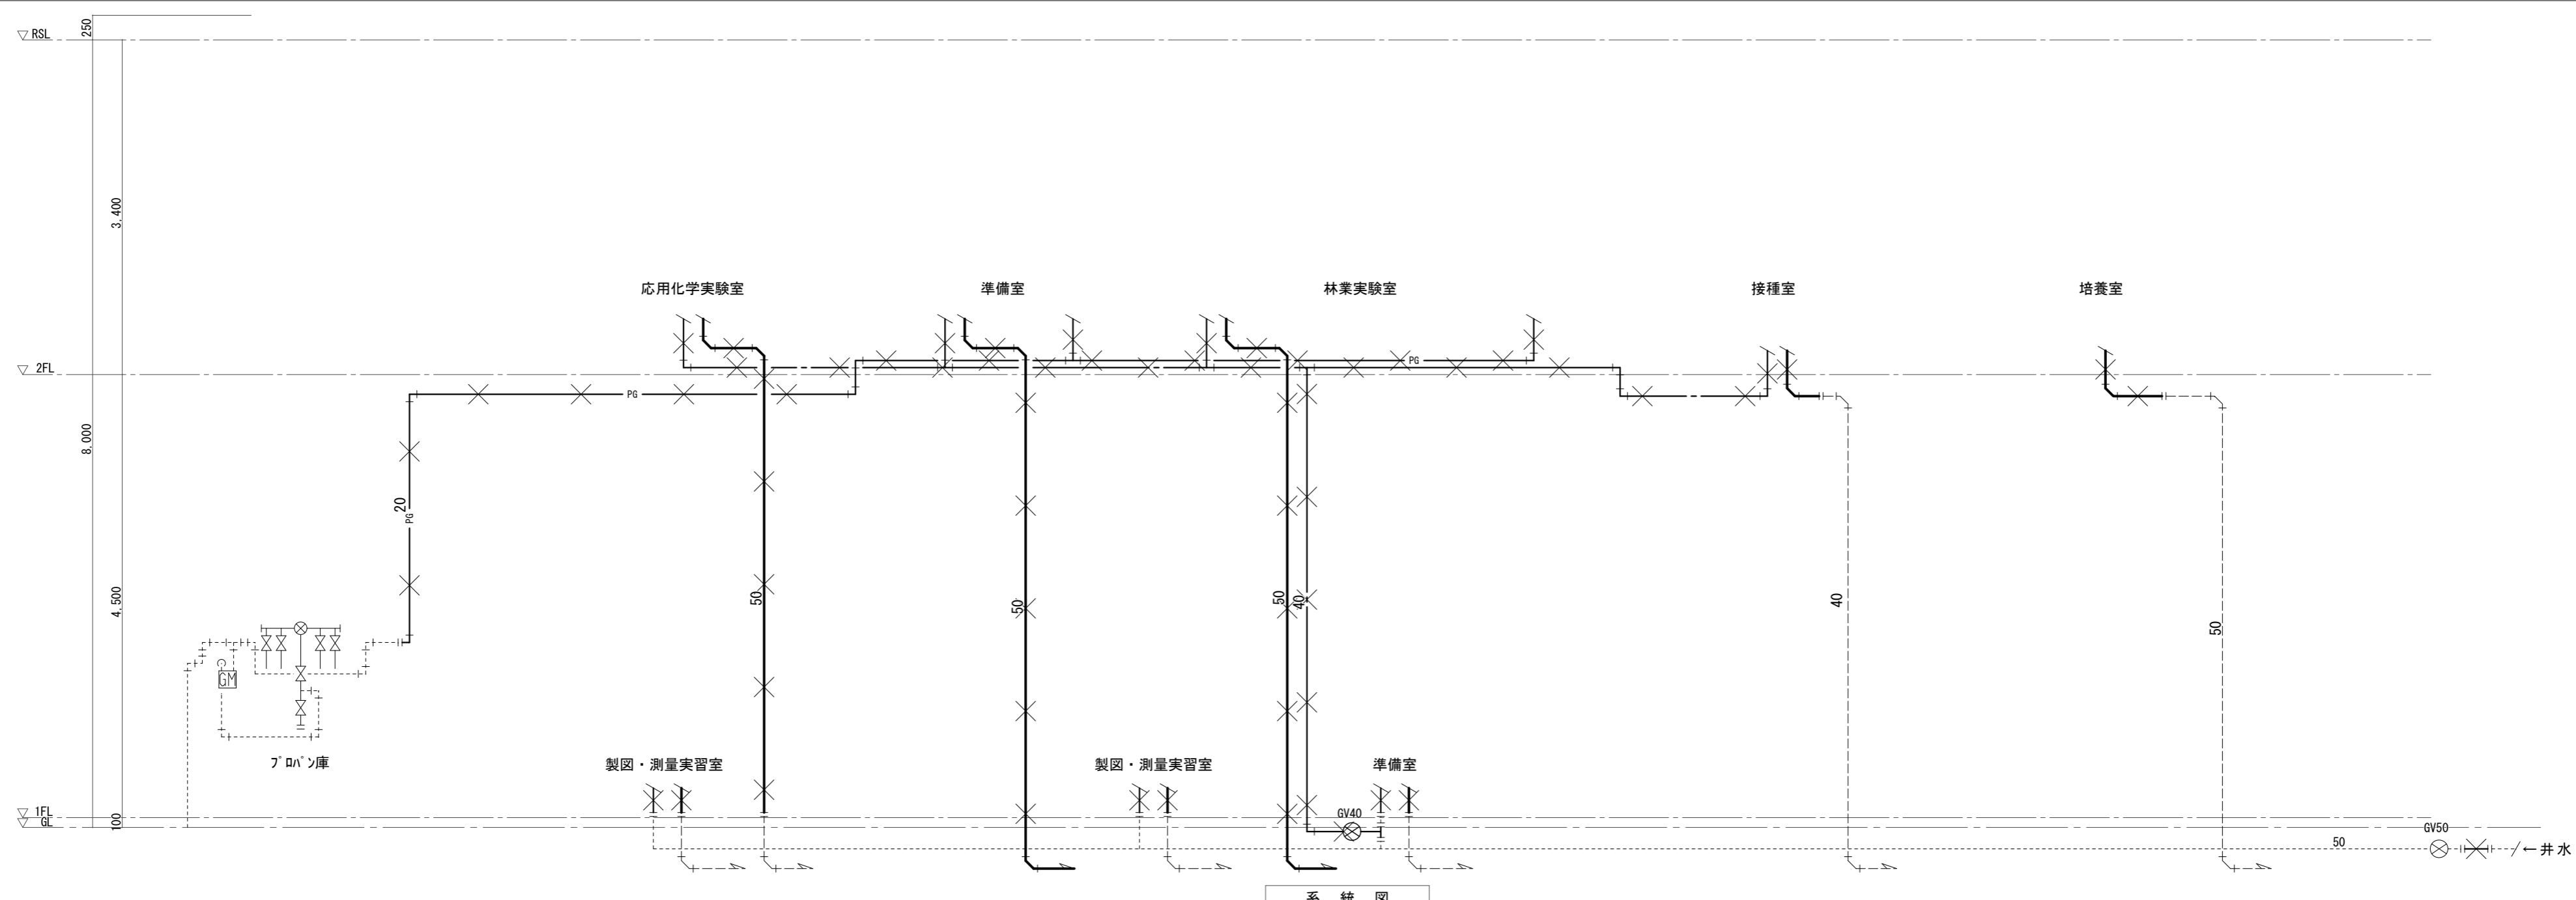 250
RSL
3.400
応用化学実験室
準備室
林業実験室
接種室
培養室
2FL
PG
PG
8.000
20
PG
4.500
50
50
50
40
40
50
GM
プロパン庫
製図・測量実習室
製図・測量実習室
準備室
1FL
GL
100
GV40
GV50
50
←井水
系 統 図